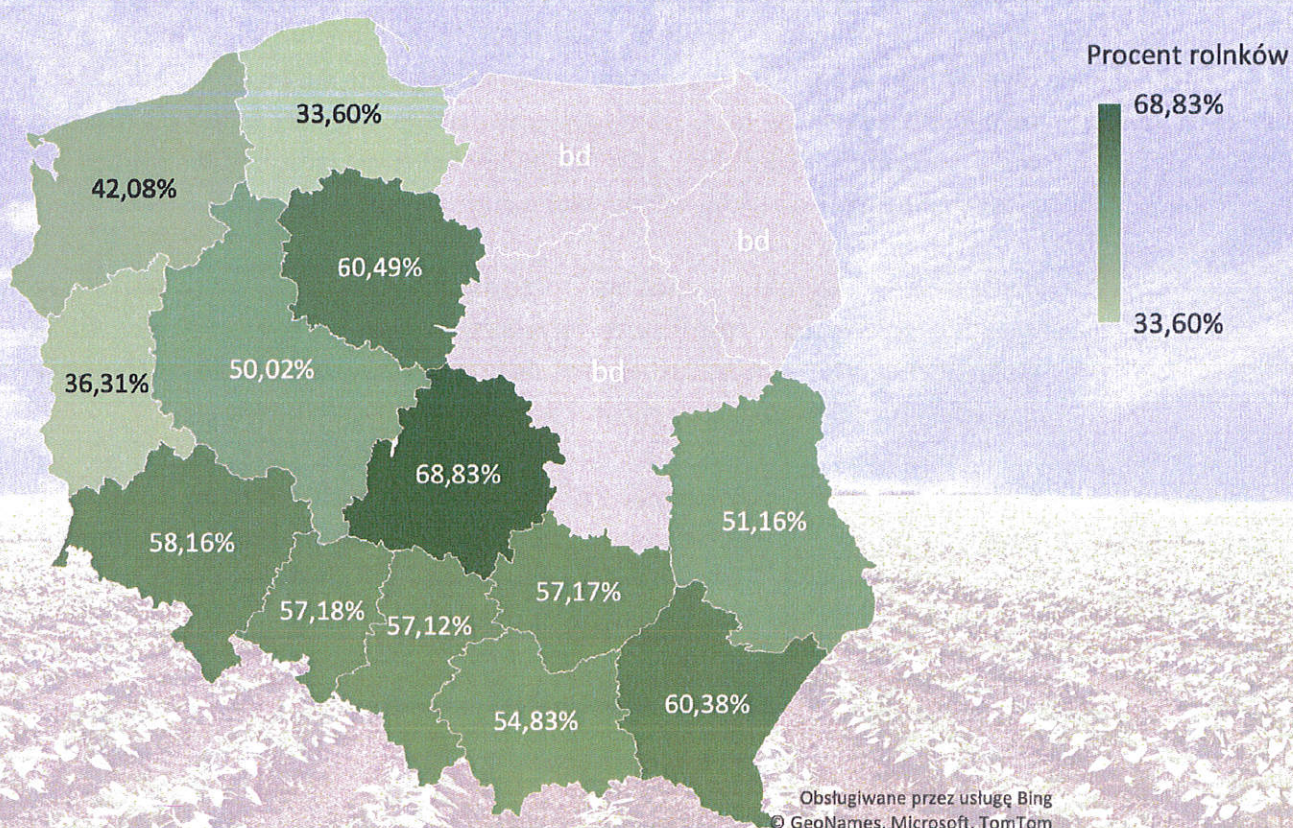 Procent rolnków
68,83%
33,60%
33,60%
bd
42,08%
bd
60,49%
50,02%
bd
36,31%
68,83%
51,16%
58,16%
57,17%
57,18%
57,12%
60,38%
54,83%
Obsługiwane przez usługę Bing
© GeoNames, Microsoft, TomTom